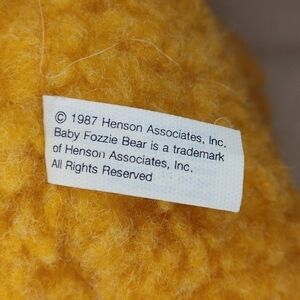 © 1987 Henson Associates, Inc.
Baby Fozzie Bear is a trademark
of Henson Associates, Inc.
All Rights Reserved